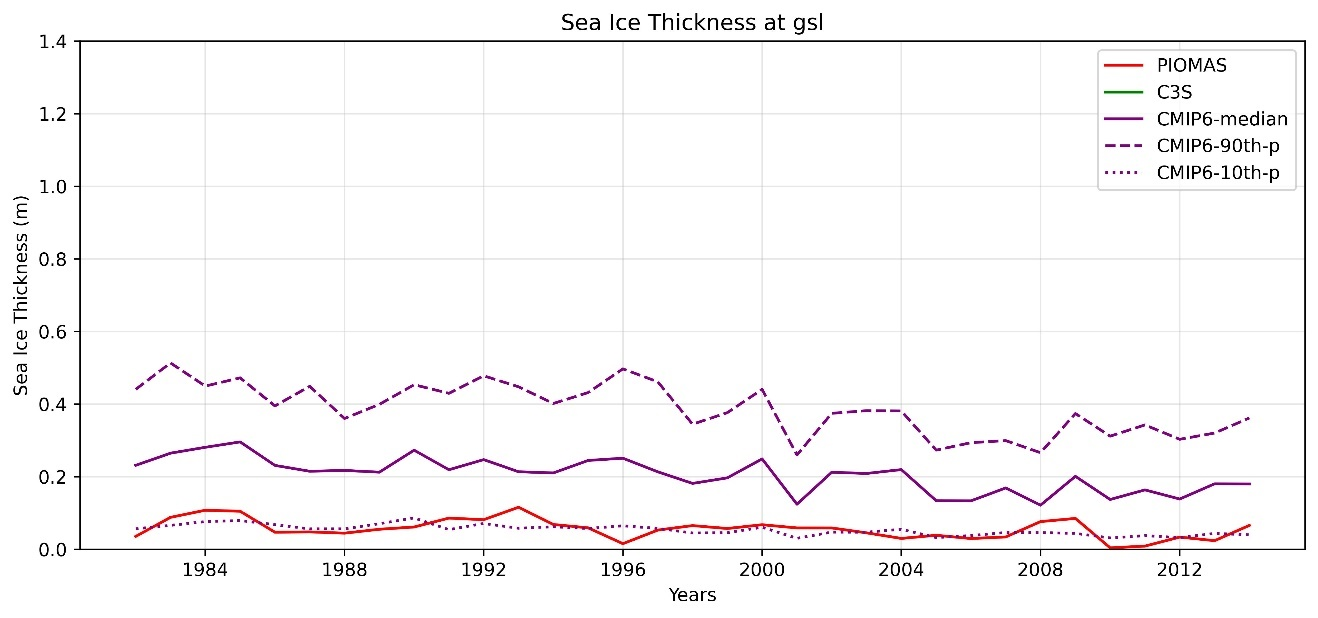 Sea Ice Thickness at gsl
1.4
1.2
1.0
0.8
0.6
0.4
0.2
0.0
Sea Ice Thickness (m)
PIOMAS
C3S
CMIP6-median
CMIP6-90th-p
CMIP6-10th-p
1984 1988 1992 1996 2000 2004 2008 2012
Years